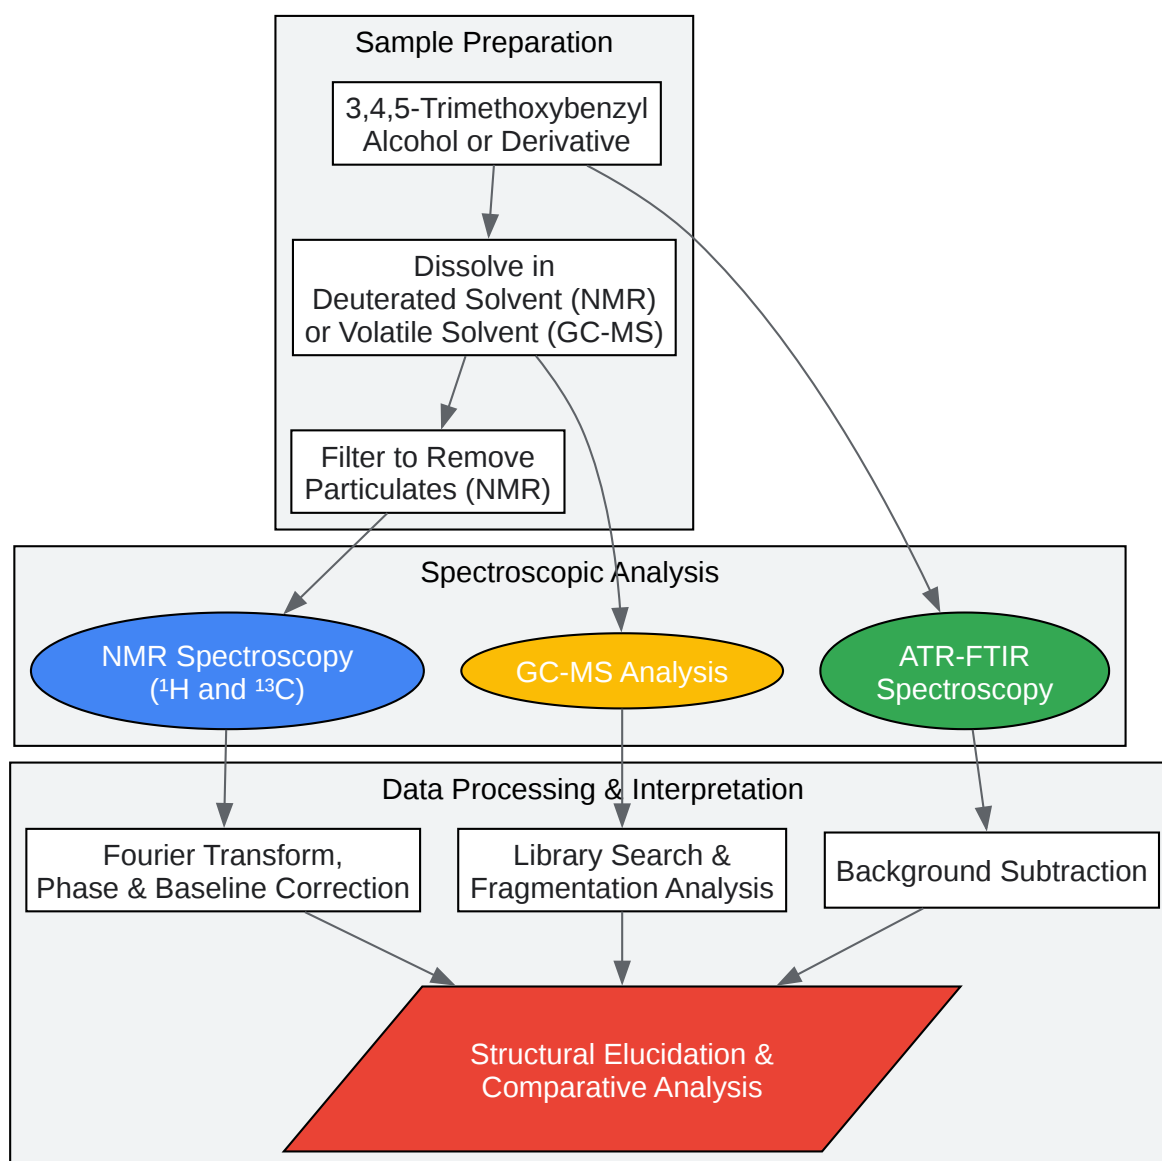 Sample Preparation
3,4,5-Trimethoxybenzyl
Alcohol or Derivative
Dissolve in
Deuterated Solvent (NMR)
or Volatile Solvent (GC-MS)
Filter to Remove
Particulates (NMR)
Spectroscopic Analysis
NMR Spectroscopy
(¹H and ¹³C)
GC-MS Analysis
ATR-FTIR
Spectroscopy
Data Processing & Interpretation
Fourier Transform,
Phase & Baseline Correction
Library Search &
Fragmentation Analysis
Background Subtraction
Structural Elucidation &
Comparative Analysis